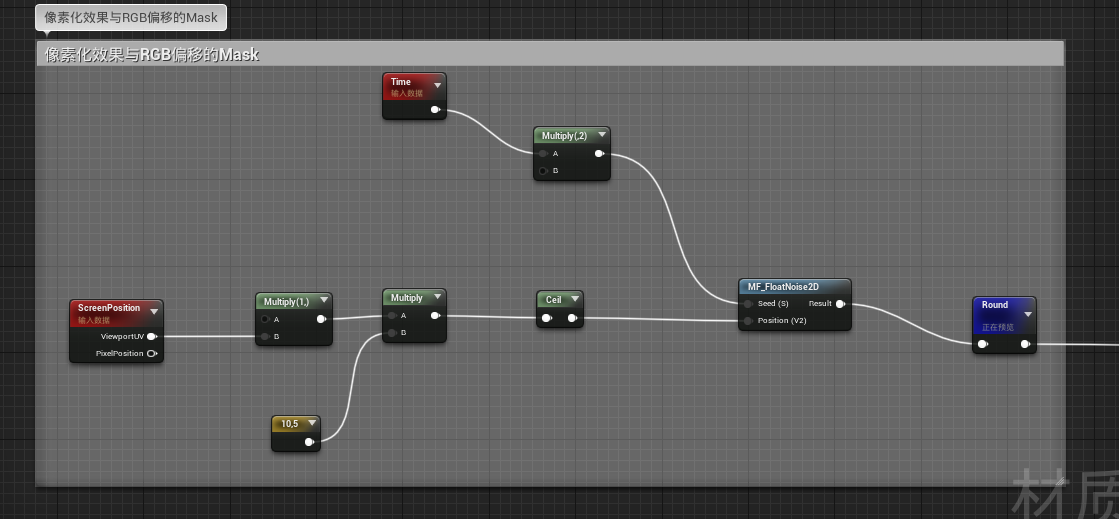 像素化效果与RGB偏移的Mask
像素化效果与RGB偏移的Mask
Time
输入数据
Multiply(,2)
A
B
ScreenPosition
输入数据
ViewportUV
PixelPosition
Multiply(1,)
A
B
Multiply
A
B
10,5
Ceil
MF_FloatNoise2D
Seed (S) Result
Position (V2)
Round
正在预览
材质